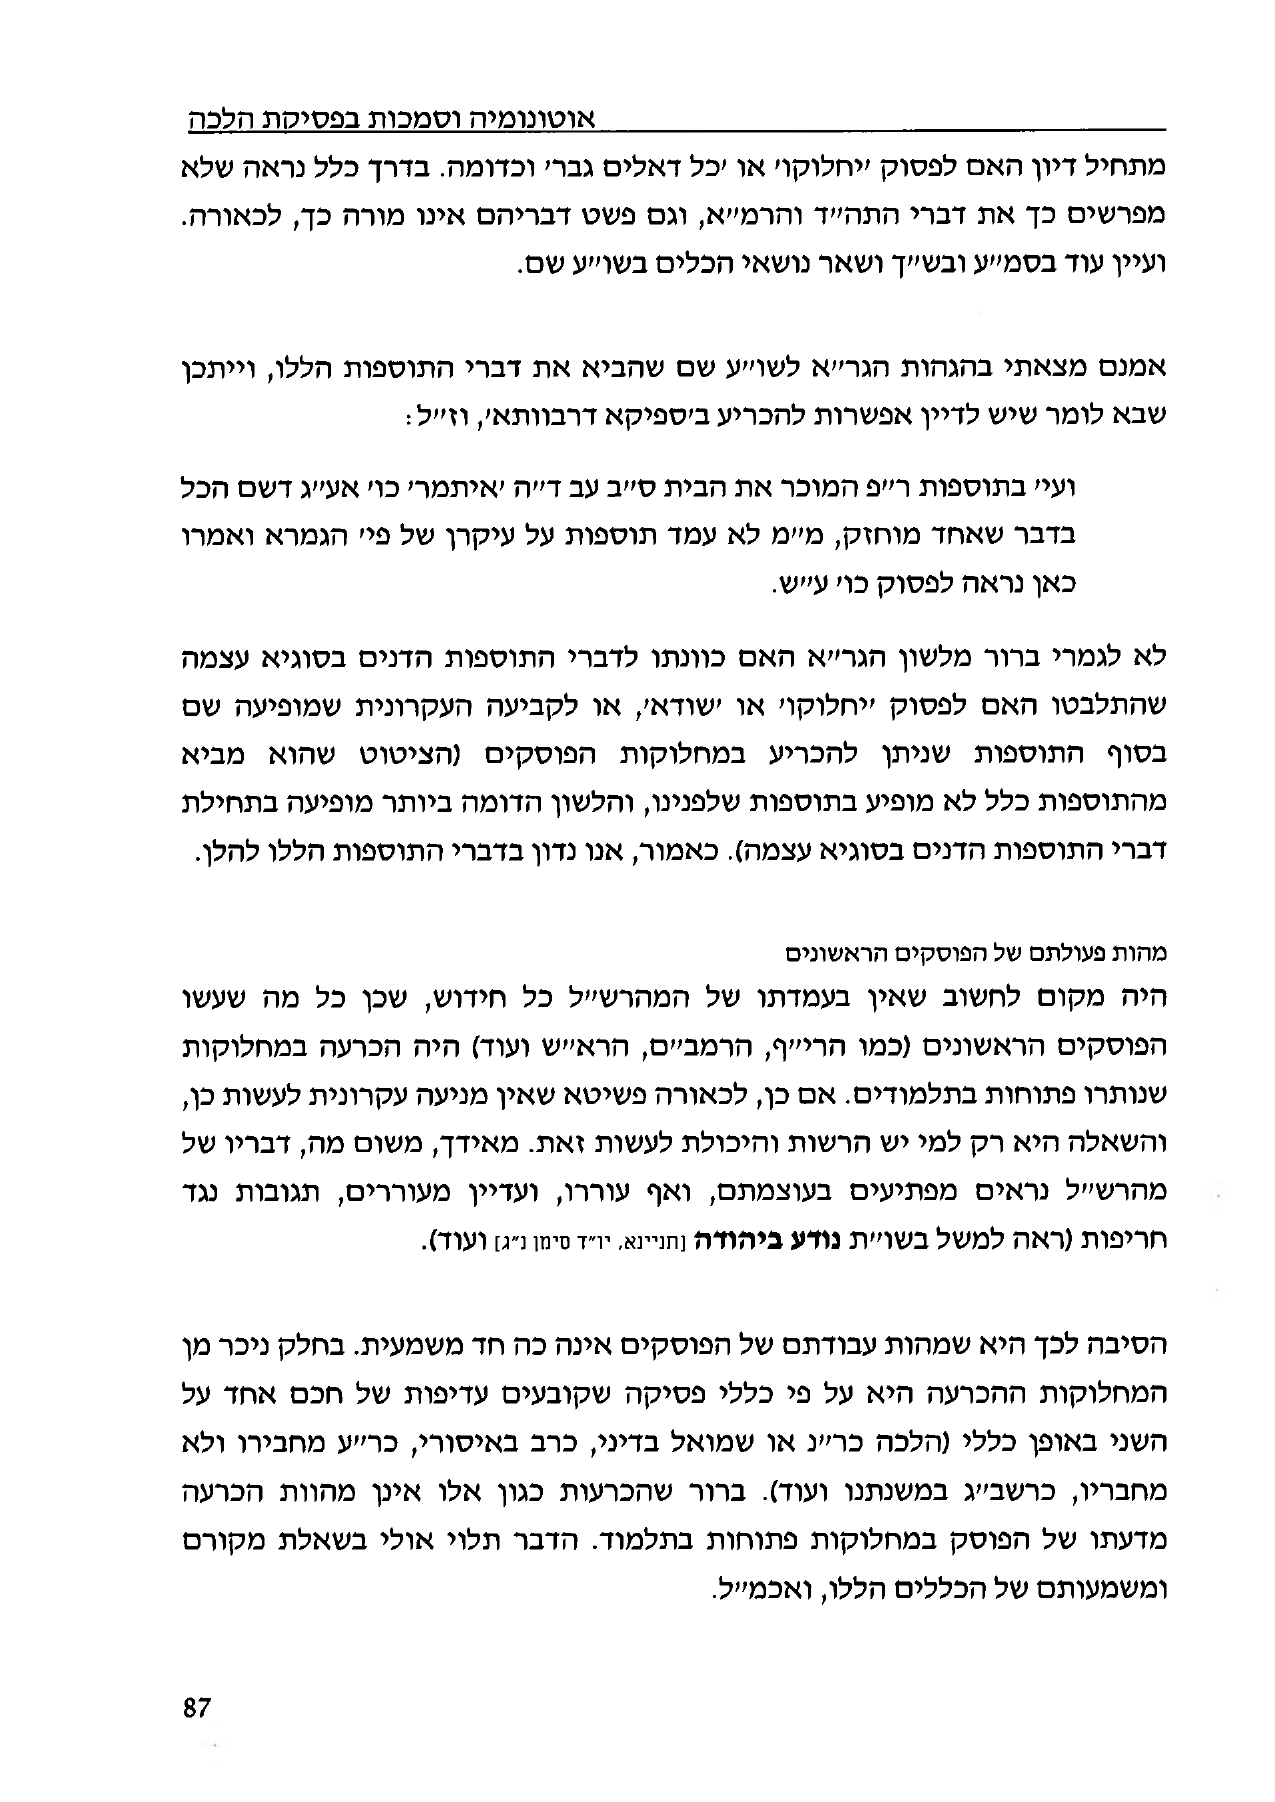 אוטונומיה וסמכות בפסיקת הלכה
מתחיל דיון האם לפסוק 'יחלוקו' או 'כל דאלים גבר' וכדומה. בדרך כלל נראה שלא
מפרשים כך את דברי התה"ד והרמ"א, וגם פשט דבריהם אינו מורה כך, לכאורה.
ועיין עוד בסמ"ע ובש"ך ושאר נושאי הכלים בשו"ע שם.
אמנם מצאתי בהגהות הגר"א לשו"ע שם שהביא את דברי התוספות הללו, וייתכן
שבא לומר שיש לדיין אפשרות להכריע ב'ספיקא דרבוותא', וז"ל:
ועי' בתוספות ר"פ המוכר את הבית ס"ב עב ד"ה 'איתמר' כו' אע"ג דשם הכל
בדבר שאחד מוחזק, מ"מ לא עמד תוספות על עיקרן של פי' הגמרא ואמרו
כאן נראה לפסוק כו' ע"ש.
לא לגמרי ברור מלשון הגר"א האם כוונתו לדברי התוספות הדנים בסוגיא עצמה
שהתלבטו האם לפסוק 'יחלוקו' או 'שודא', או לקביעה העקרונית שמופיעה שם
בסוף התוספות שניתן להכריע במחלוקות הפוסקים (הציטוט שהוא מביא
מהתוספות כלל לא מופיע בתוספות שלפנינו, והלשון הדומה ביותר מופיעה בתחילת
דברי התוספות הדנים בסוגיא עצמה). כאמור, אנו נדון בדברי התוספות הללו להלן.
מהות פעולתם של הפוסקים הראשונים
היה מקום לחשוב שאין בעמדתו של המהרש"ל כל חידוש, שכן כל מה שעשו
הפוסקים הראשונים (כמו הרי"ף, הרמב"ם, הרא"ש ועוד) היה הכרעה במחלוקות
שנותרו פתוחות בתלמודים. אם כן, לכאורה פשיטא שאין מניעה עקרונית לעשות כן,
והשאלה היא רק למי יש הרשות והיכולת לעשות זאת. מאידך, משום מה, דבריו של
מהרש"ל נראים מפתיעים בעוצמתם, ואף עוררו, ועדיין מעוררים, תגובות נגד
חריפות (ראה למשל בשו"ת נודע ביהודה [תניינא, יו"ד סימן נ"ג] ועוד).
הסיבה לכך היא שמהות עבודתם של הפוסקים אינה כה חד משמעית. בחלק ניכר מן
המחלוקות ההכרעה היא על פי כללי פסיקה שקובעים עדיפות של חכם אחד על
השני באופן כללי (הלכה כר"נ או שמואל בדיני, כרב באיסורי, כר"ע מחבירו ולא
מחבריו, כרשב"ג במשנתנו ועוד). ברור שהכרעות כגון אלו אינן מהוות הכרעה
מדעתו של הפוסק במחלוקות פתוחות בתלמוד. הדבר תלוי אולי בשאלת מקורם
ומשמעותם של הכללים הללו, ואכמ"ל.
87